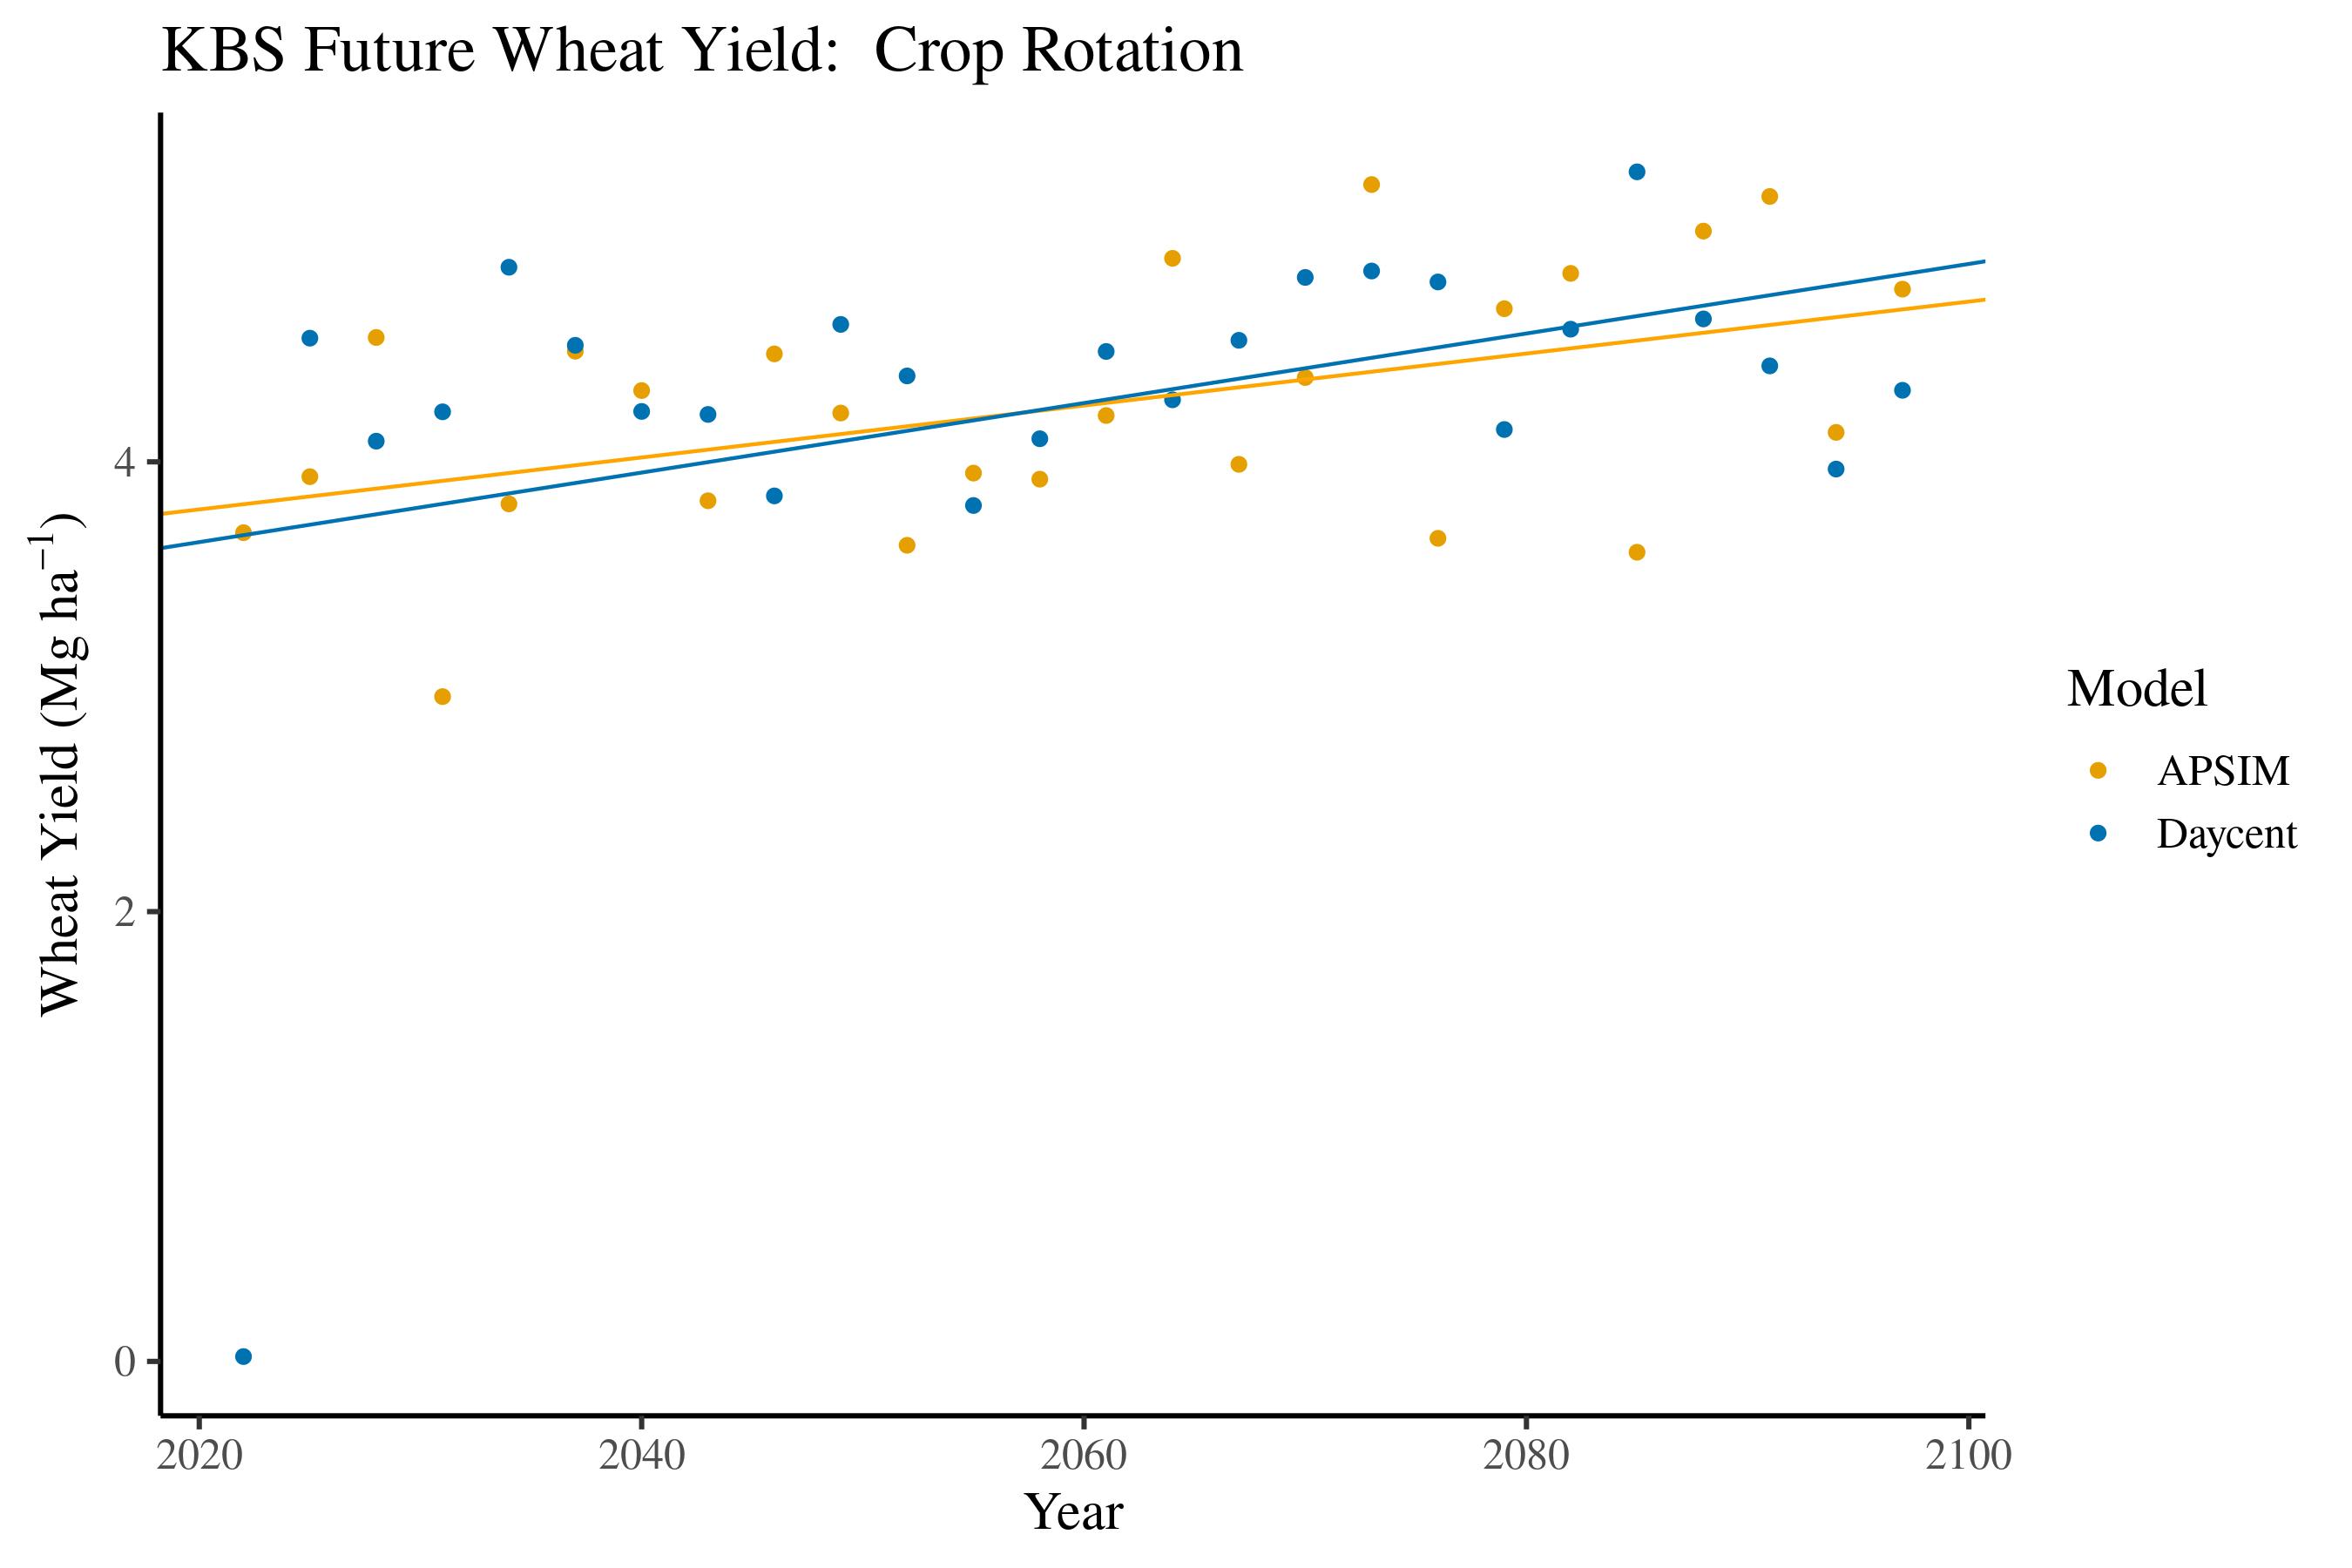 KBS Future Wheat Yield:  Crop Rotation
Wheat Yield (Mg ha⁻¹)
4
2
0
2020
2040
2060
2080
2100
Year
Model
APSIM
Daycent